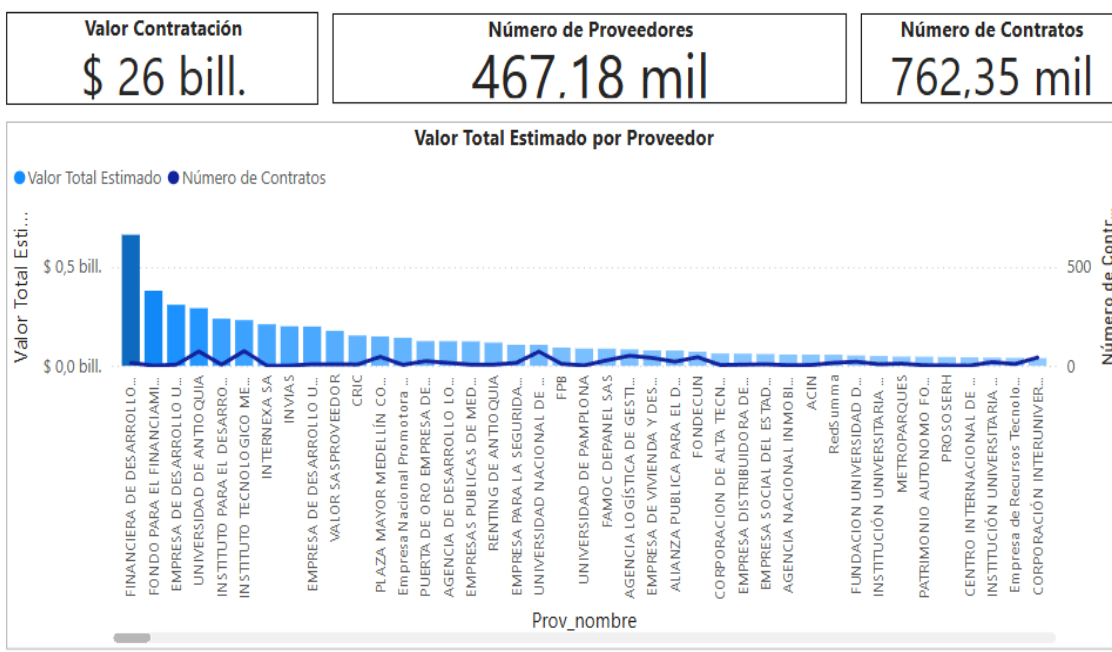 Valor Contratación
$ 26 bill.
Número de Proveedores
467,18 mil
Número de Contratos
762,35 mil
Valor Total Estimado por Proveedor
Valor Total Estimado Número de Contratos
Valor Total Esti...
$ 0,5 bill.
$ 0,0 bill.
500
0
Número de Contr...
FINANCIERA DE DESARROLLO...
FONDO PARA EL FINANCIAMI...
EMPRESA DE DESARROLLO U...
UNIVERSIDAD DE ANTIOQUIA
INSTITUTO PARA EL DESARRO...
INSTITUTO TECNOLOGICO ME...
INTERNEXA SA
INVIAS
EMPRESA DE DESARROLLO U...
VALOR SASPROVEEDOR
CRIC
PLAZA MAYOR MEDELLÍN CO...
Empresa Nacional Promotora ...
PUERTA DE ORO EMPRESA DE...
AGENCIA DE DESARROLLO LO...
EMPRESAS PUBLICAS DE MED...
RENTING DE ANTIOQUIA
EMPRESA PARA LA SEGURIDA...
UNIVERSIDAD NACIONAL DE ...
FPB
UNIVERSIDAD DE PAMPLONA
FAMOC DEPANEL SAS
AGENCIA LOGÍSTICA DE GESTI...
EMPRESA DE VIVIENDA Y DES...
ALIANZA PUBLICA PARA EL D...
FONDECUN
CORPORACION DE ALTA TECN...
EMPRESA DISTRIBUIDORA DE...
EMPRESA SOCIAL DEL ESTAD...
AGENCIA NACIONAL INMOBI...
ACIN
RedSumma
FUNDACION UNIVERSIDAD D...
INSTITUCIÓN UNIVERSITARIA ...
METROPARQUES
PATRIMONIO AUTONOMO FO...
PROSOSERH
CENTRO INTERNACIONAL DE ...
INSTITUCIÓN UNIVERSITARIA ...
Empresa de Recursos Tecnolo...
CORPORACIÓN INTERUNIVER...
Prov_nombre